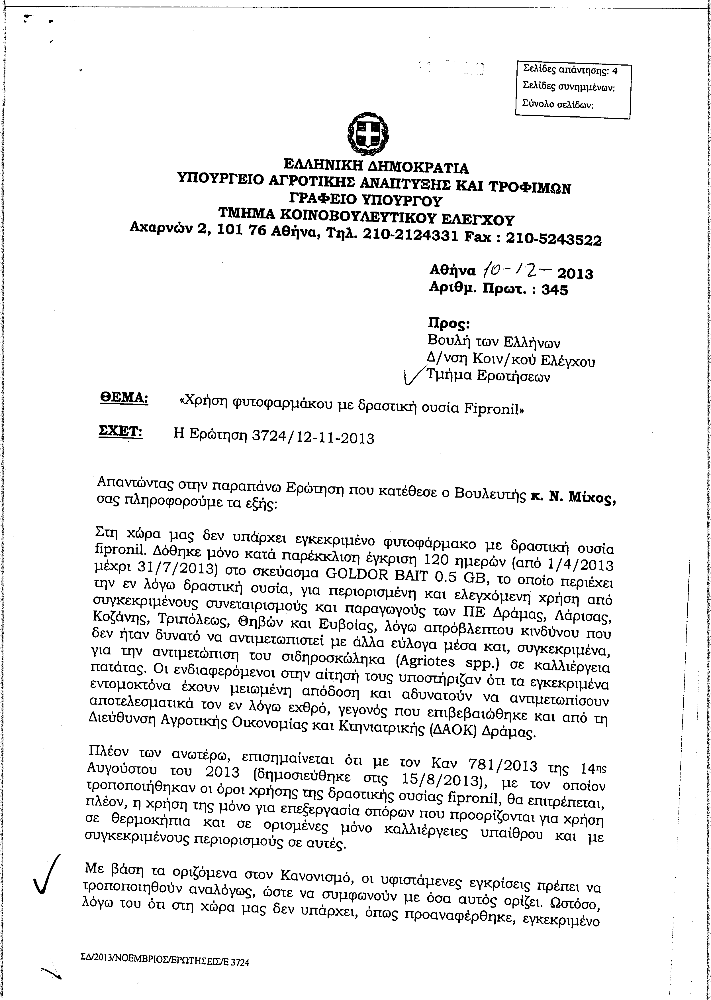 Σελίδες απάντησης: 4
Σελίδες συνημμένων:
Σύνολο σελίδων:
ΕΛΛΗΝΙΚΗ ΔΗΜΟΚΡΑΤΙΑ
ΥΠΟΥΡΓΕΙΟ ΑΓΡΟΤΙΚΗΣ ΑΝΑΠΤΥΞΗΣ ΚΑΙ ΤΡΟΦΙΜΩΝ
ΓΡΑΦΕΙΟ ΥΠΟΥΡΓΟΥ
ΤΜΗΜΑ ΚΟΙΝΟΒΟΥΛΕΥΤΙΚΟΥ ΕΛΕΓΧΟΥ
Αχαρνών 2, 101 76 Αθήνα, Τηλ. 210-2124331 Fax : 210-5243522
Αθήνα 10-12- 2013
Αριθμ. Πρωτ. : 345
Προς:
Βουλή των Ελλήνων
Δ/νση Κοιν/κού Ελέγχου
Τμήμα Ερωτήσεων
ΘΕΜΑ: «Χρήση φυτοφαρμάκου με δραστική ουσία Fipronil»
ΣΧΕΤ: Η Ερώτηση 3724/12-11-2013
Απαντώντας στην παραπάνω Ερώτηση που κατέθεσε ο Βουλευτής κ. Ν. Μίχος,
σας πληροφορούμε τα εξής:
Στη χώρα μας δεν υπάρχει εγκεκριμένο φυτοφάρμακο με δραστική ουσία
fipronil. Δόθηκε μόνο κατά παρέκκλιση έγκριση 120 ημερών (από 1/4/2013
μέχρι 31/7/2013) στο σκεύασμα GOLDOR BAIT 0.5 GB, το οποίο περιέχει
την εν λόγω δραστική ουσία, για περιορισμένη και ελεγχόμενη χρήση από
συγκεκριμένους συνεταιρισμούς και παραγωγούς των ΠΕ Δράμας, Λάρισας,
Κοζάνης, Τριπόλεως, Θηβών και Ευβοίας, λόγω απρόβλεπτου κινδύνου που
δεν ήταν δυνατό να αντιμετωπιστεί με άλλα εύλογα μέσα και, συγκεκριμένα,
για την αντιμετώπιση του σιδηροσκώληκα (Agriotes spp.) σε καλλιέργεια
πατάτας. Οι ενδιαφερόμενοι στην αίτησή τους υποστήριζαν ότι τα εγκεκριμένα
εντομοκτόνα έχουν μειωμένη απόδοση και αδυνατούν να αντιμετωπίσουν
αποτελεσματικά τον εν λόγω εχθρό, γεγονός που επιβεβαιώθηκε και από τη
Διεύθυνση Αγροτικής Οικονομίας και Κτηνιατρικής (ΔΑΟΚ) Δράμας.
Πλέον των ανωτέρω, επισημαίνεται ότι με τον Καν 781/2013 της 14ης
Αυγούστου του 2013 (δημοσιεύθηκε στις 15/8/2013), με τον οποίον
τροποποιήθηκαν οι όροι χρήσης της δραστικής ουσίας fipronil, θα επιτρέπεται,
πλέον, η χρήση της μόνο για επεξεργασία σπόρων που προορίζονται για χρήση
σε θερμοκήπια και σε ορισμένες μόνο καλλιέργειες υπαίθρου και με
συγκεκριμένους περιορισμούς σε αυτές.
Με βάση τα οριζόμενα στον Κανονισμό, οι υφιστάμενες εγκρίσεις πρέπει να
τροποποιηθούν αναλόγως, ώστε να συμφωνούν με όσα αυτός ορίζει. Ωστόσο,
λόγω του ότι στη χώρα μας δεν υπάρχει, όπως προαναφέρθηκε, εγκεκριμένο
ΣΔ/2013/ΝΟΕΜΒΡΙΟΣ/ΕΡΩΤΗΣΕΙΣ/Ε 3724